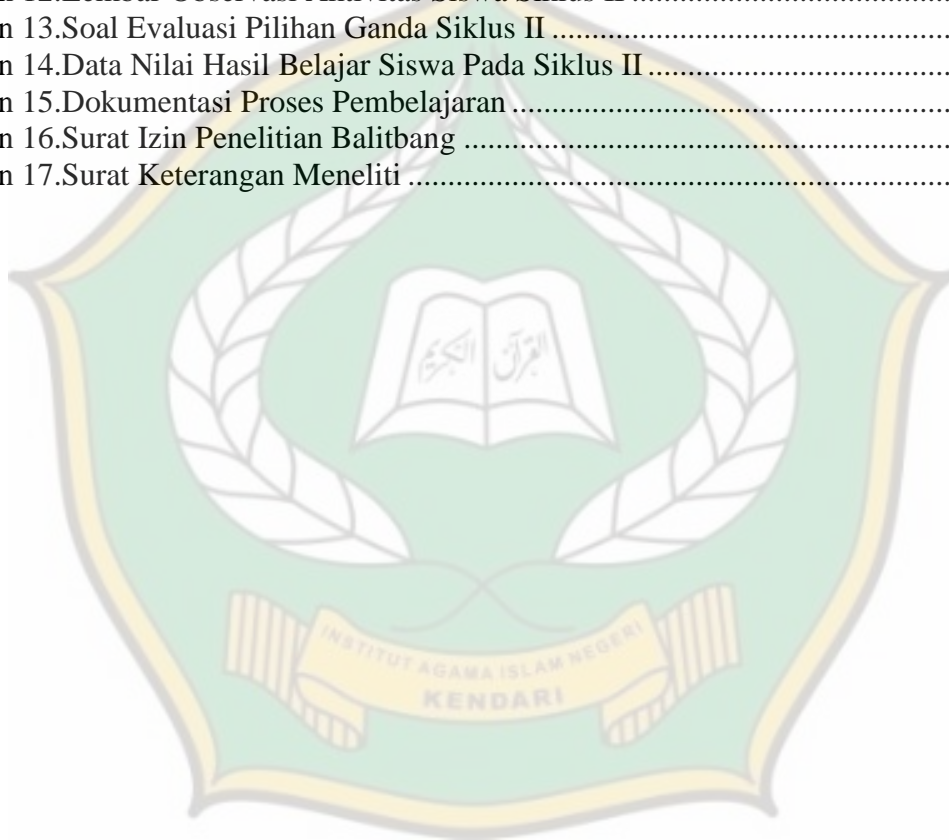 n 13.Soal Evaluasi Pilihan Ganda Siklus II ........................................
n 14.Data Nilai Hasil Belajar Siswa Pada Siklus II ..............................
n 15.Dokumentasi Proses Pembelajaran ..............................................
n 16.Surat Izin Penelitian Balitbang ....................................................
n 17.Surat Keterangan Meneliti ...........................................................
القرآن الكريم
INSTITUT AGAMA ISLAM NEGERI
KENDARI